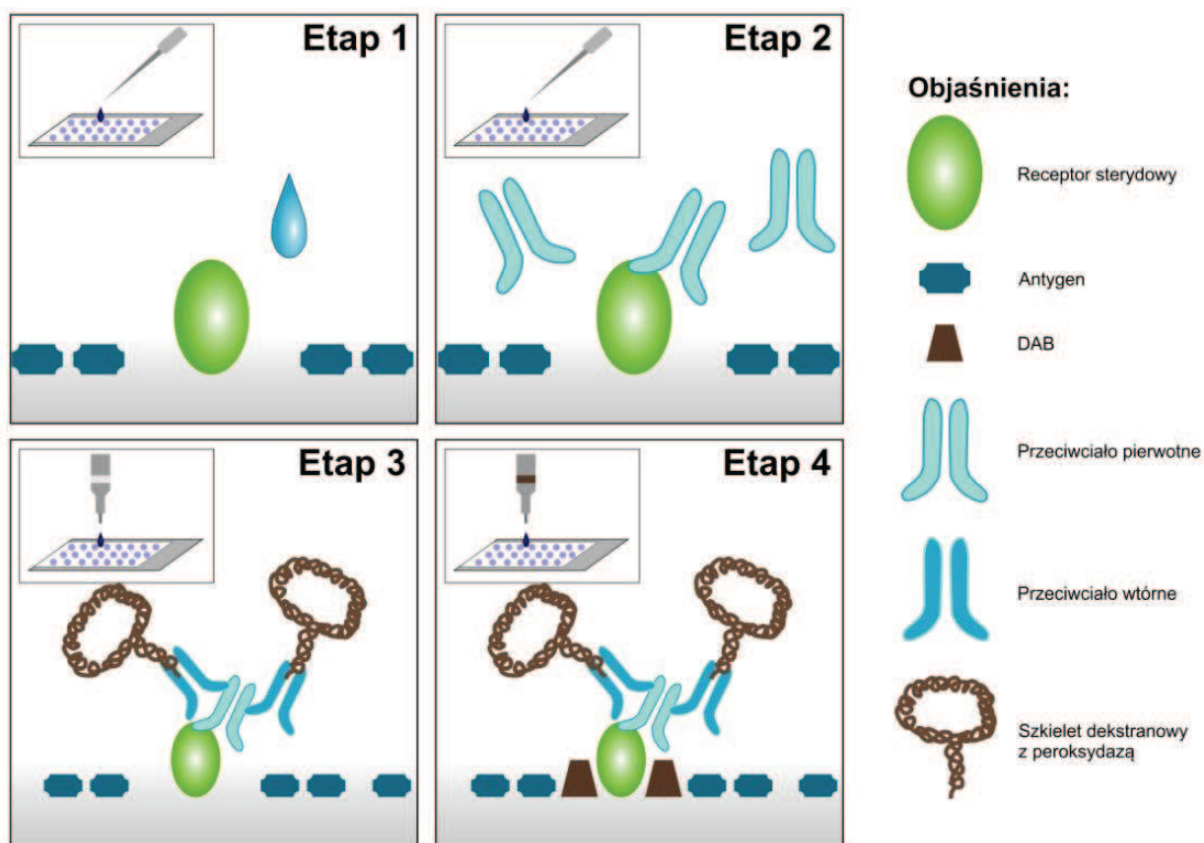 Etap 1
Etap 2
Etap 3
Etap 4
Objaśnienia:
Receptor sterydowy
Antygen
DAB
Przeciwciało pierwotne
Przeciwciało wtórne
Szkielet dekstranowy
z peroksydazą